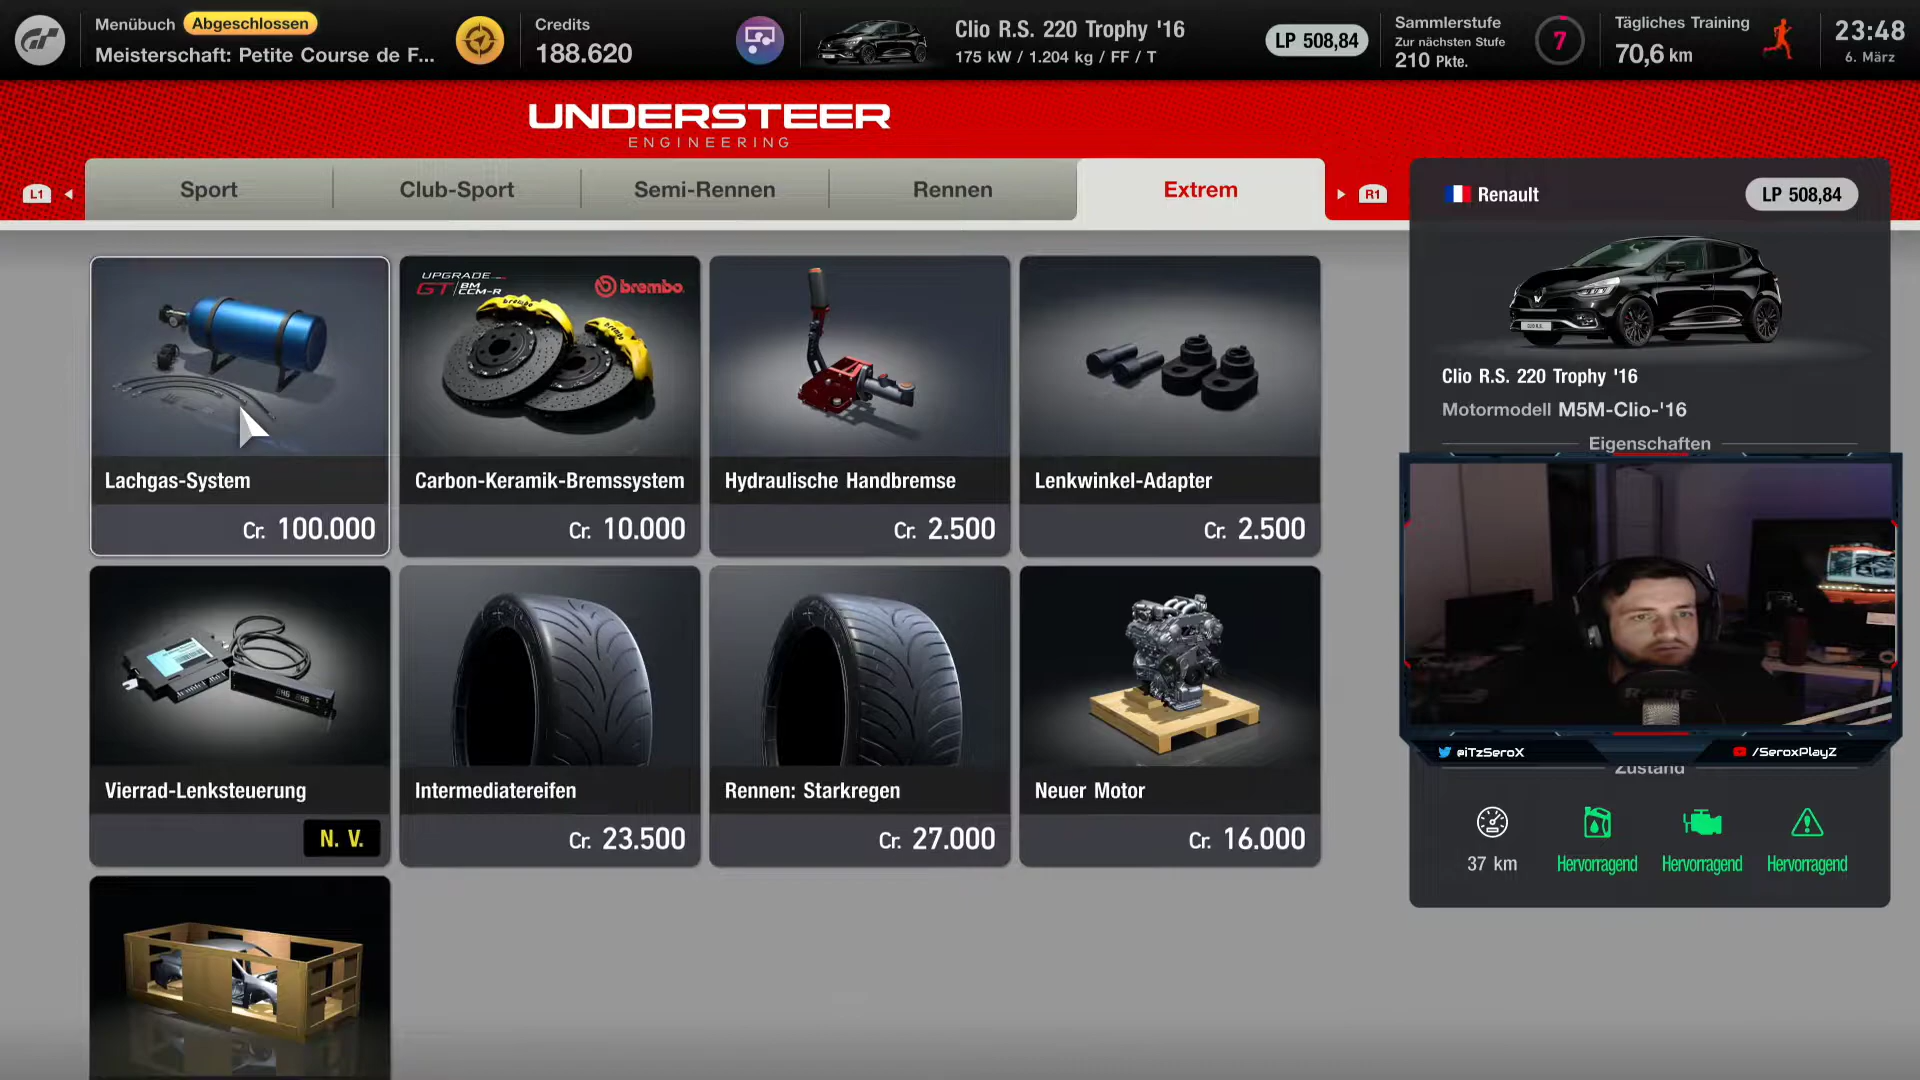 Menübuch Abgeschlossen
Meisterschaft: Petite Course de F...
Credits
188.620
Clio R.S. 220 Trophy '16
175 kW / 1.204 kg / FF / T
LP 508,84
Sammlerstufe
Zur nächsten Stufe
210 Pkte.
7
Tägliches Training
70,6 km
23:48
6. März
UNDERSTEER
ENGINEERING
L1
Sport
Club-Sport
Semi-Rennen
Rennen
Extrem
R1
Lachgas-System
Cr. 100.000
UPGRADE
GT BM
CCM-R
brembo
Carbon-Keramik-Bremssystem
Cr. 10.000
Hydraulische Handbremse
Cr. 2.500
Lenkwinkel-Adapter
Cr. 2.500
Vierrad-Lenksteuerung
N. V.
Intermediatereifen
Cr. 23.500
Rennen: Starkregen
Cr. 27.000
Neuer Motor
Cr. 16.000
Renault
LP 508,84
Clio R.S. 220 Trophy '16
Motormodell M5M-Clio-'16
Eigenschaften
@iTzSeroX
/SeroxPlayZ
Zustand
37 km
Hervorragend
Hervorragend
Hervorragend